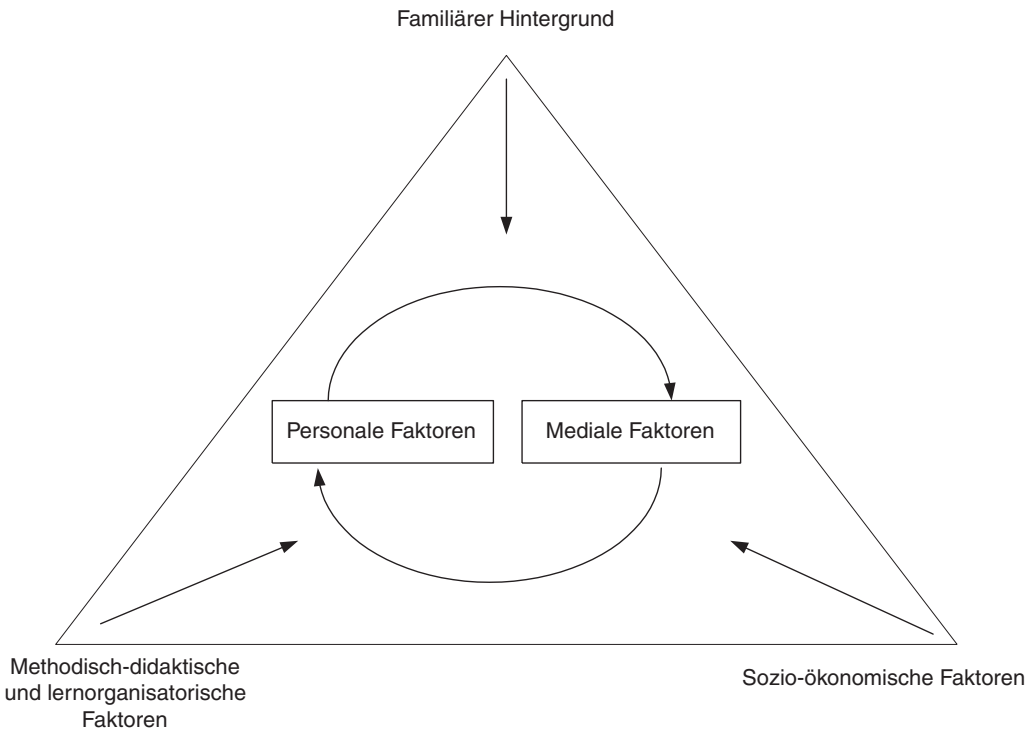 Familiärer Hintergrund
Personale Faktoren
Mediale Faktoren
Methodisch-didaktische
und lernorganisatorische
Faktoren
Sozio-ökonomische Faktoren